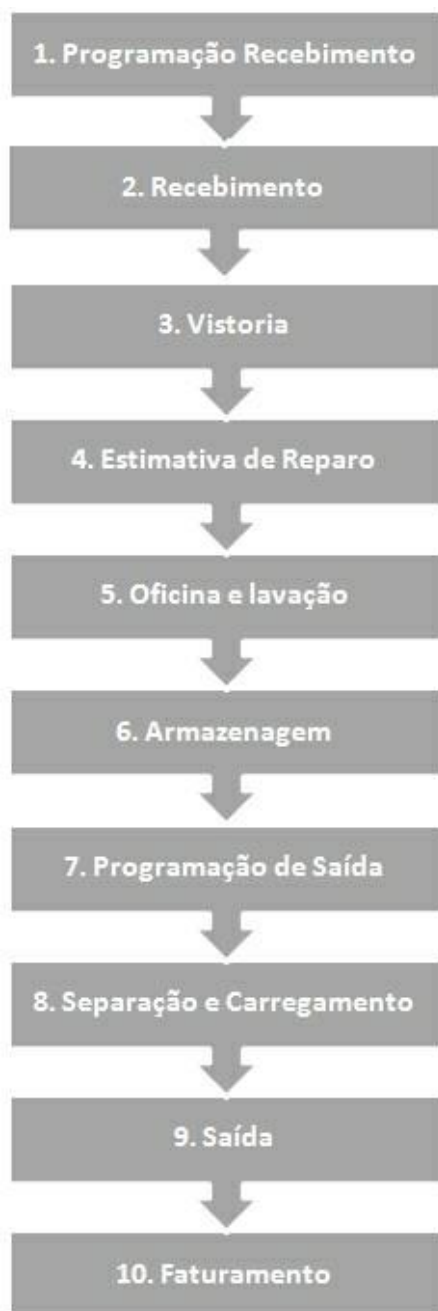 1. Programação Recebimento
2. Recebimento
3. Vistoria
4. Estimativa de Reparo
5. Oficina e lavação
6. Armazenagem
7. Programação de Saída
8. Separação e Carregamento
9. Saída
10. Faturamento